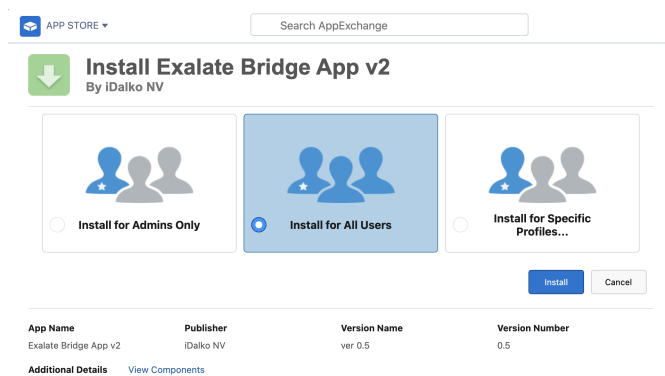 APP STORE
Search AppExchange
Install Exalate Bridge App v2
By iDalko NV
Install for Admins Only
Install for All Users
Install for Specific
Profiles...
Install Cancel
App Name Publisher Version Name Version Number
Exalate Bridge App v2 iDalko NV ver 0.5 0.5
Additional Details View Components